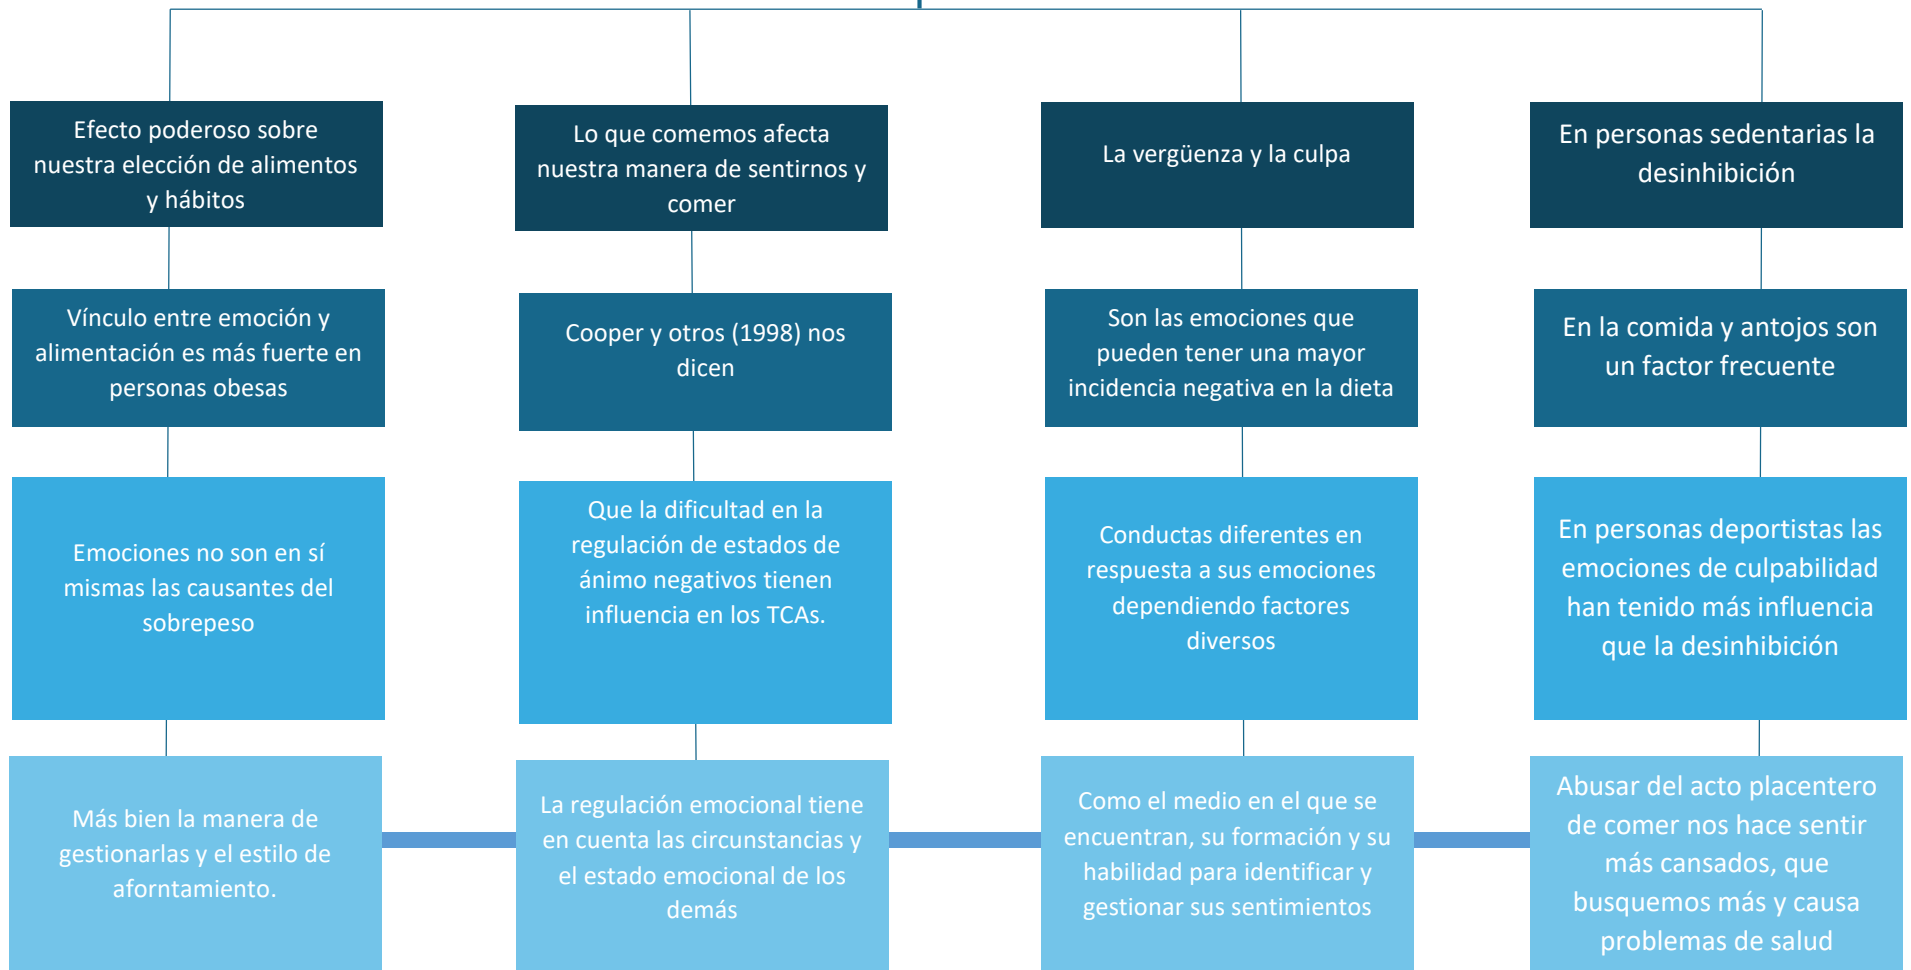 Efecto poderoso sobre
nuestra elección de alimentos
y hábitos
Lo que comemos afecta
nuestra manera de sentirnos y
comer
La vergüenza y la culpa
En personas sedentarias la
desinhibición
Vínculo entre emoción y
alimentación es más fuerte en
personas obesas
Cooper y otros (1998) nos
dicen
Son las emociones que
pueden tener una mayor
incidencia negativa en la dieta
En la comida y antojos son
un factor frecuente
Emociones no son en sí
mismas las causantes del
sobrepeso
Que la dificultad en la
regulación de estados de
ánimo negativos tienen
influencia en los TCAs.
Conductas diferentes en
respuesta a sus emociones
dependiendo factores
diversos
En personas deportistas las
emociones de culpabilidad
han tenido más influencia
que la desinhibición
Más bien la manera de
gestionarlas y el estilo de
aforntamiento.
La regulación emocional tiene
en cuenta las circunstancias y
el estado emocional de los
demás
Como el medio en el que se
encuentran, su formación y su
habilidad para identificar y
gestionar sus sentimientos
Abusar del acto placentero
de comer nos hace sentir
más cansados, que
busquemos más y causa
problemas de salud